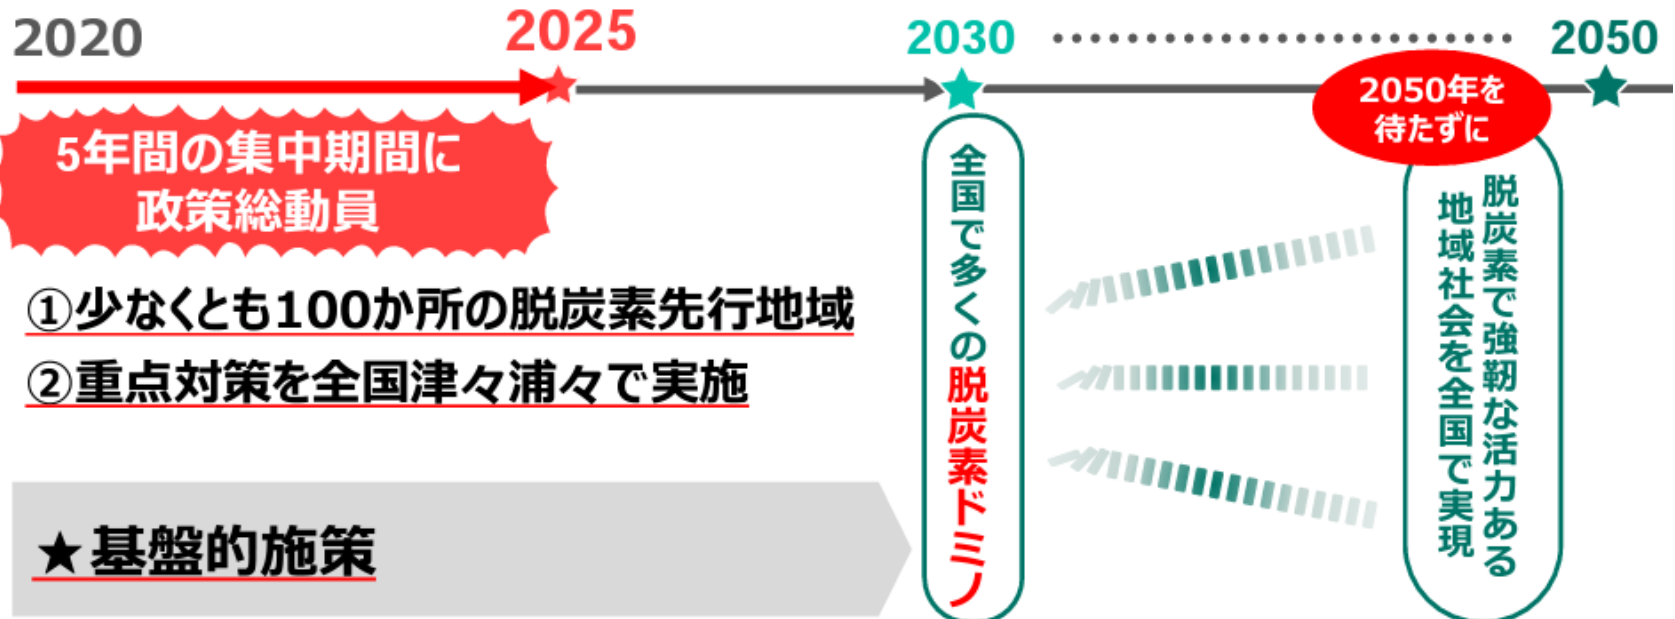 2020
2025
2030
2050
5年間の集中期間に
政策総動員
①少なくとも100か所の脱炭素先行地域
②重点対策を全国津々浦々で実施
★基盤的施策
全国で多くの脱炭素ドミノ
2050年を
待たずに
脱炭素で強靭な活力ある
地域社会を全国で実現